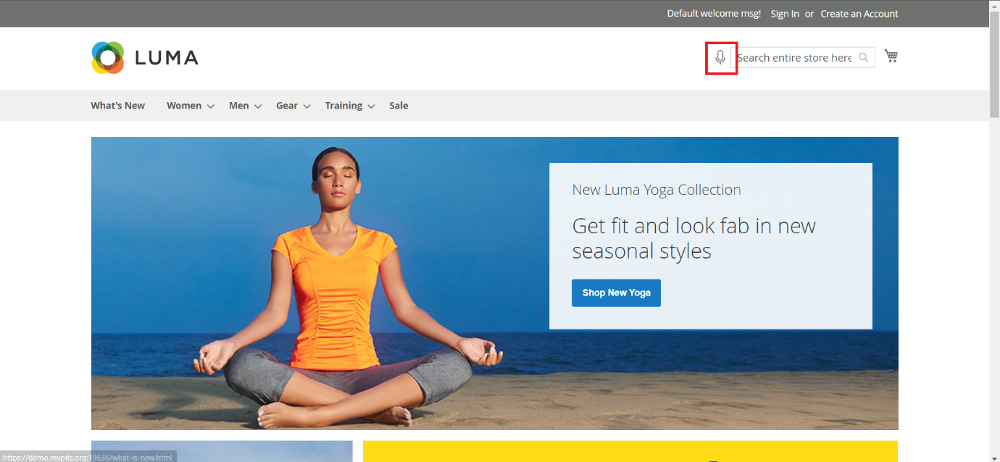 Default welcome msg! Sign In or Create an Account
LUMA
Search entire store here
What's New Women Men Gear Training Sale
New Luma Yoga Collection
Get fit and look fab in new
seasonal styles
Shop New Yoga
https://demo.mypits.org:19636/what-is-new.html